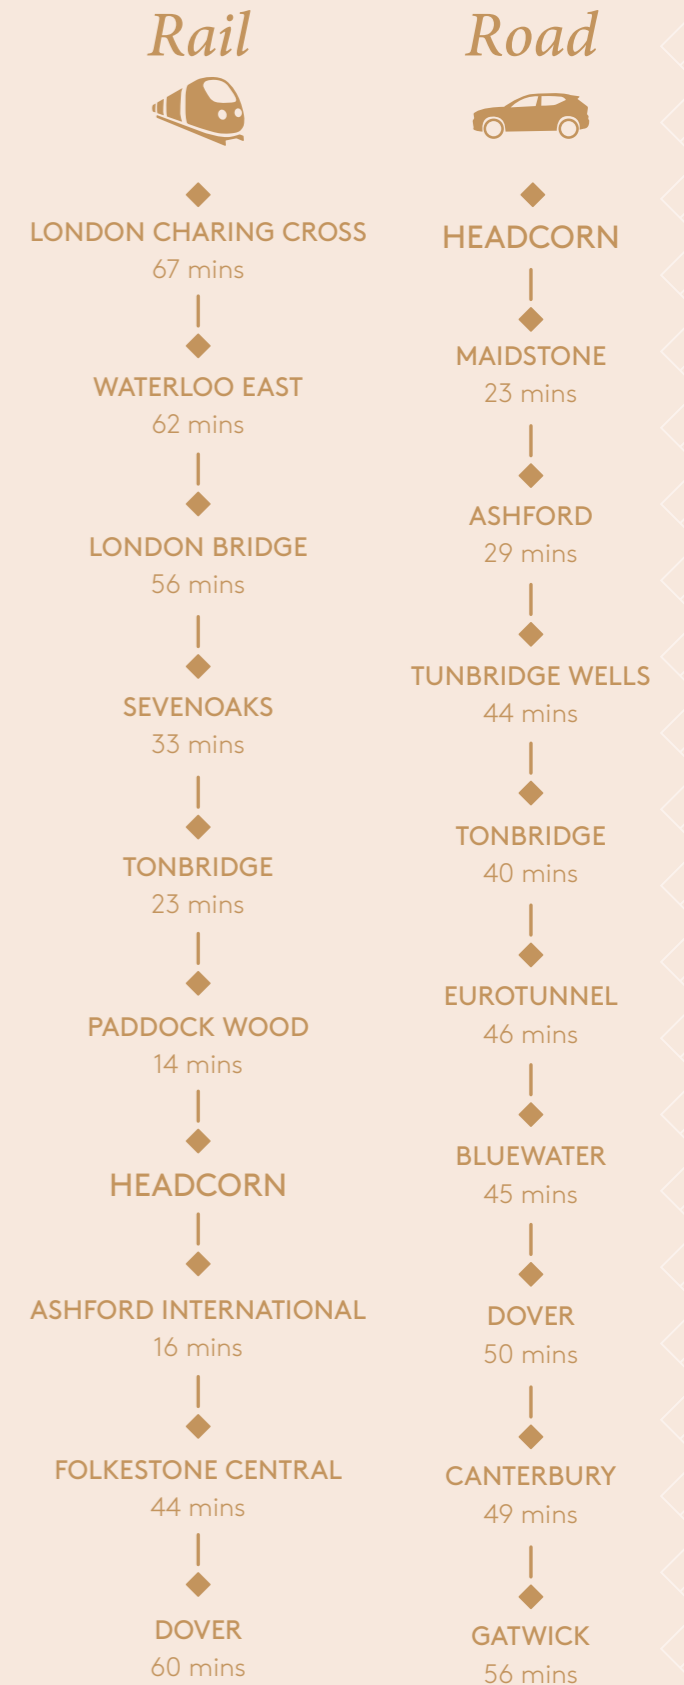 Rail
LONDON CHARING CROSS
67 mins
WATERLOO EAST
62 mins
LONDON BRIDGE
56 mins
SEVENOAKS
33 mins
TONBRIDGE
23 mins
PADDOCK WOOD
14 mins
HEADCORN
ASHFORD INTERNATIONAL
16 mins
FOLKESTONE CENTRAL
44 mins
DOVER
60 mins
Road
HEADCORN
MAIDSTONE
23 mins
ASHFORD
29 mins
TUNBRIDGE WELLS
44 mins
TONBRIDGE
40 mins
EUROTUNNEL
46 mins
BLUEWATER
45 mins
DOVER
50 mins
CANTERBURY
49 mins
GATWICK
56 mins